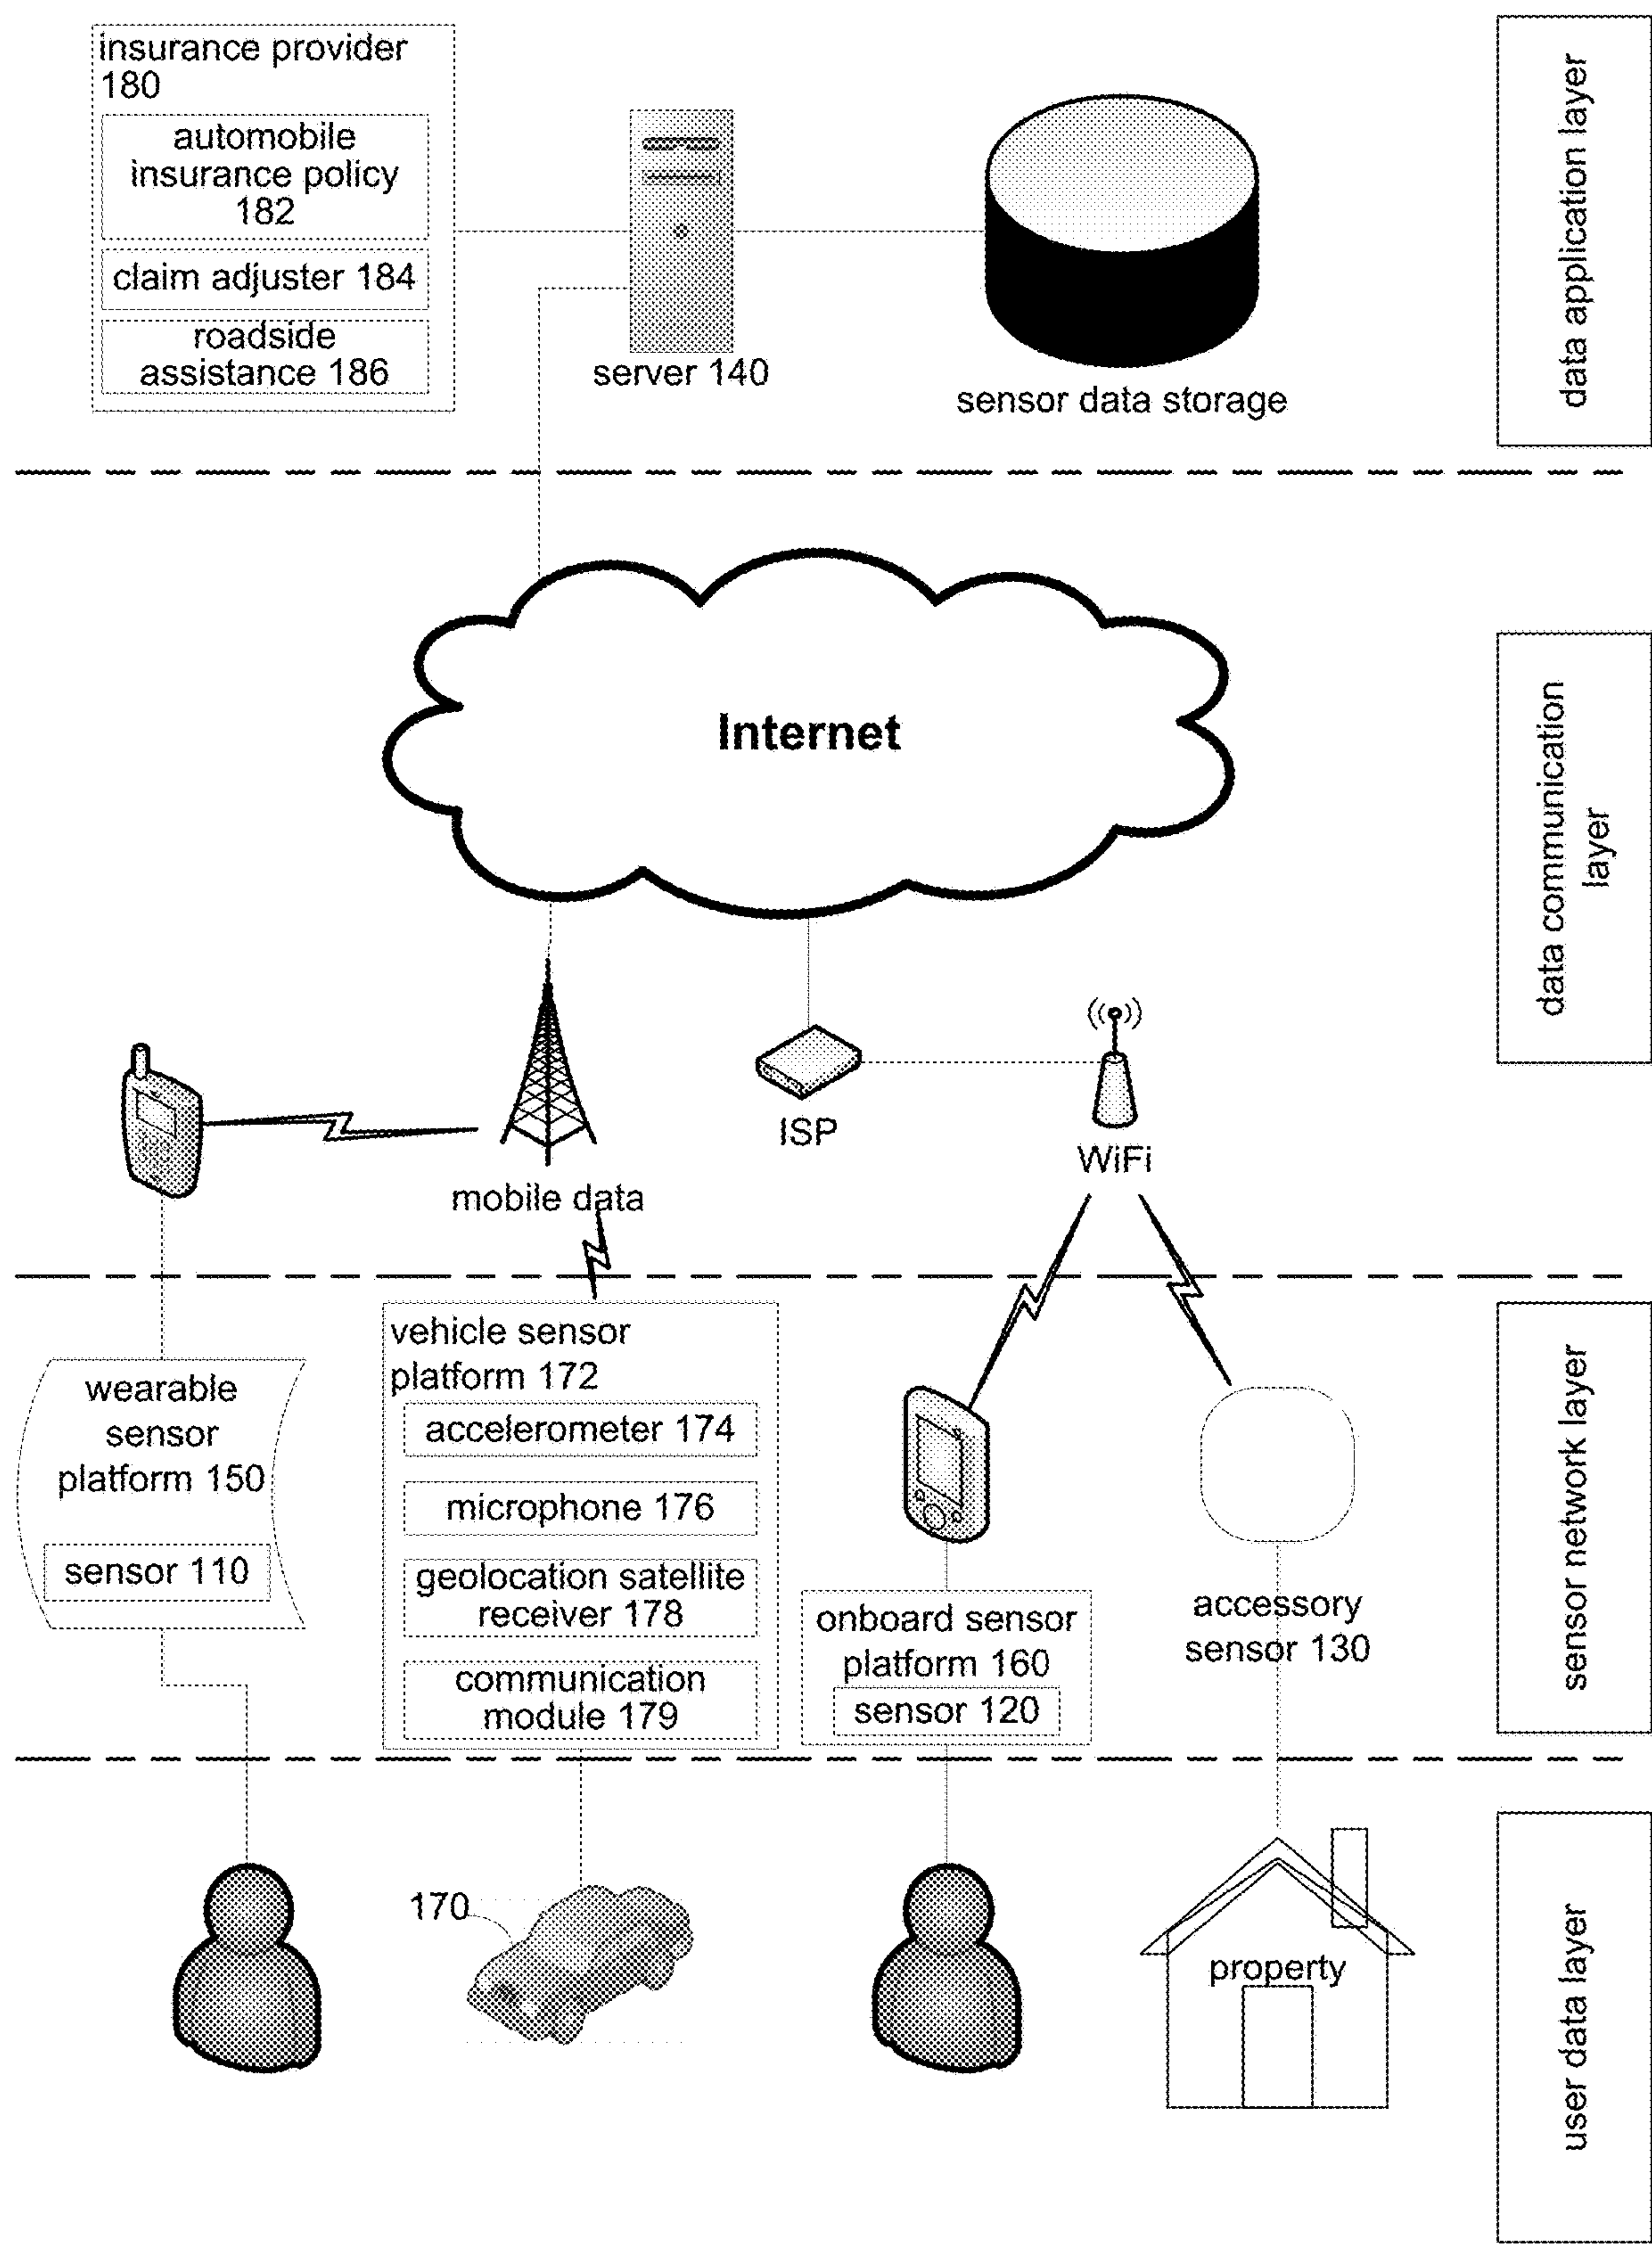 insurance provider
180
automobile
insurance policy
182
claim adjuster 184
roadside
assistance 186
server 140
sensor data storage
data application layer
Internet
data communication
layer
ISP
WiFi
mobile data
wearable
sensor
platform 150
sensor 110
vehicle sensor
platform 172
accelerometer 174
microphone 176
geolocation satellite
receiver 178
communication
module 179
onboard sensor
platform 160
sensor 120
accessory
sensor 130
sensor network layer
170
property
user data layer